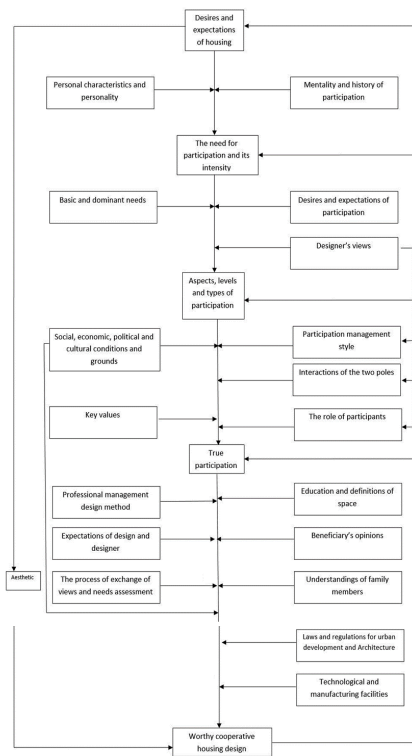 Desires and
expectations
of housing
Personal characteristics and
personality
Mentality and history of
participation
The need for
participation and its
intensity
Basic and dominant needs
Desires and expectations of
participation
Designer's views
Aspects, levels
and types of
participation
Social, economic, political and
cultural conditions and
grounds
Participation management
style
Interactions of the two poles
Key values
The role of participants
True
participation
Professional management
design method
Education and definitions of
space
Expectations of design and
designer
Beneficiary's opinions
Aesthetic
The process of exchange of
views and needs assessment
Understandings of family
members
Laws and regulations for urban
development and Architecture
Technological and
manufacturing facilities
Worthy cooperative
housing design